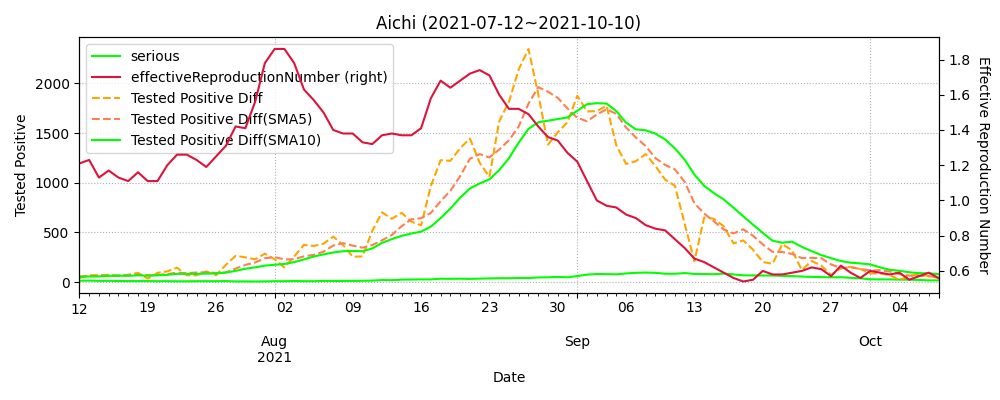 Aichi (2021-07-12~2021-10-10)
serious
effectiveReproductionNumber (right)
Tested Positive Diff
Tested Positive Diff(SMA5)
Tested Positive Diff(SMA10)
Tested Positive
2000
1500
1000
500
0
1.8
1.6
1.4
1.2
1.0
0.8
0.6
Effective Reproduction Number
12 19 26 02 09 16 23 30 06 13 20 27 04
Aug Sep Oct
2021
Date